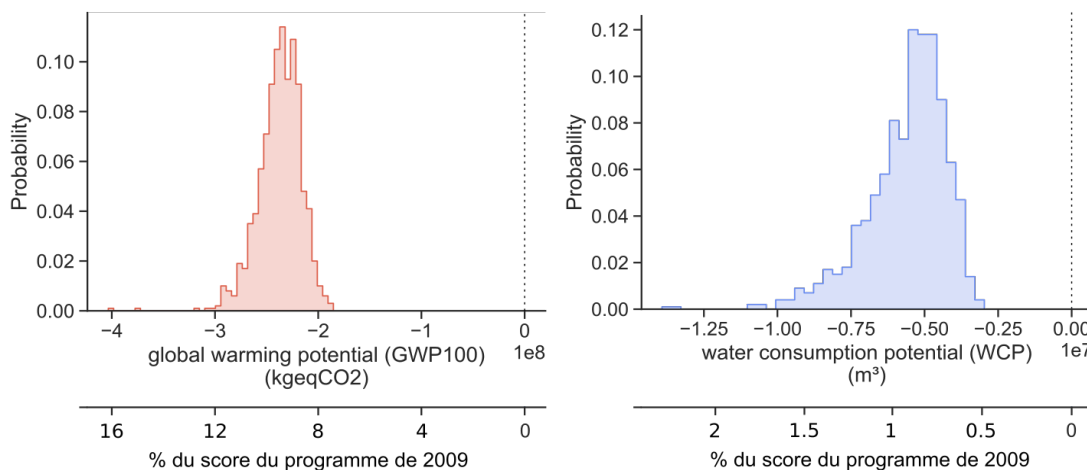 Probability
0.10
0.08
0.06
0.04
0.02
0.00
−4 −3 −2 −1 0
1e8
global warming potential (GWP100)
(kgeqCO2)
16 12 8 4 0
% du score du programme de 2009
Probability
0.12
0.10
0.08
0.06
0.04
0.02
0.00
−1.25 −1.00 −0.75 −0.50 −0.25 0.00
1e7
water consumption potential (WCP)
(m³)
2 1.5 1 0.5 0
% du score du programme de 2009